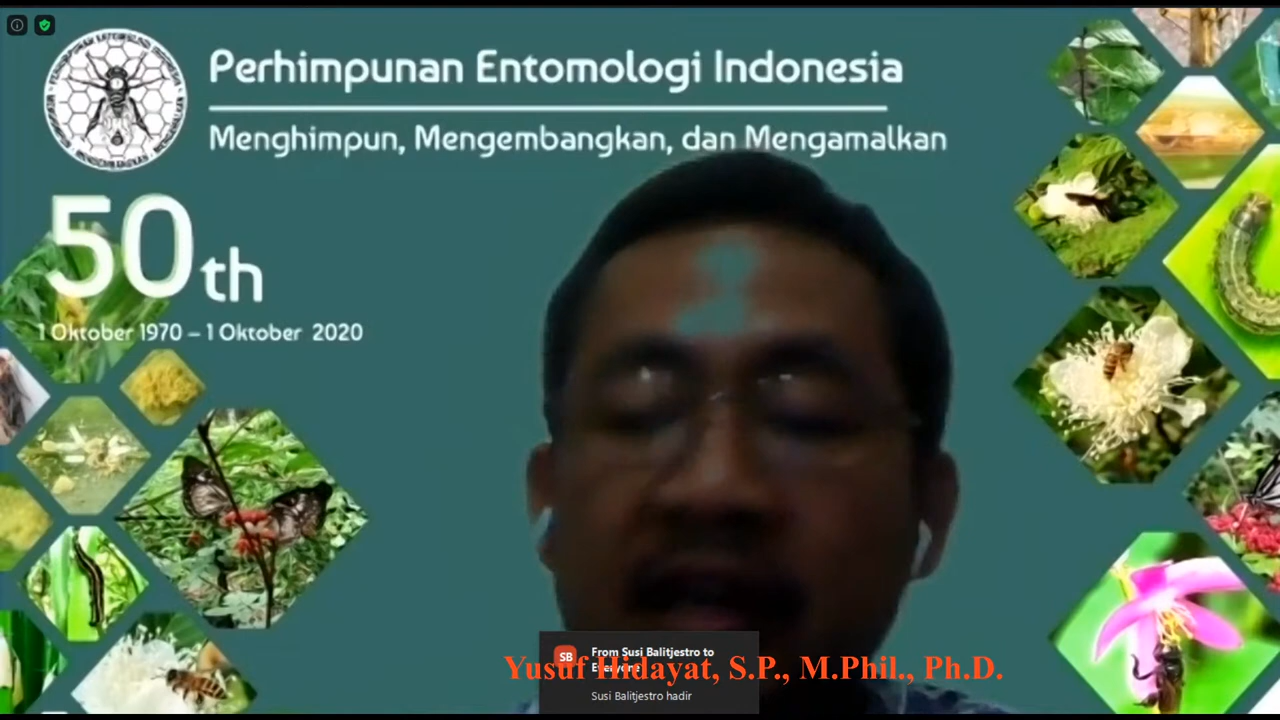 Perhimpunan Entomologi Indonesia
Menghimpun, Mengembangkan, dan Mengamalkan
50th
1 Oktober 1970 – 1 Oktober 2020
SB
From Susi Balitjestro to
Everyone
Yusuf Hidayat, S.P., M.Phil., Ph.D.
Susi Balitjestro hadir